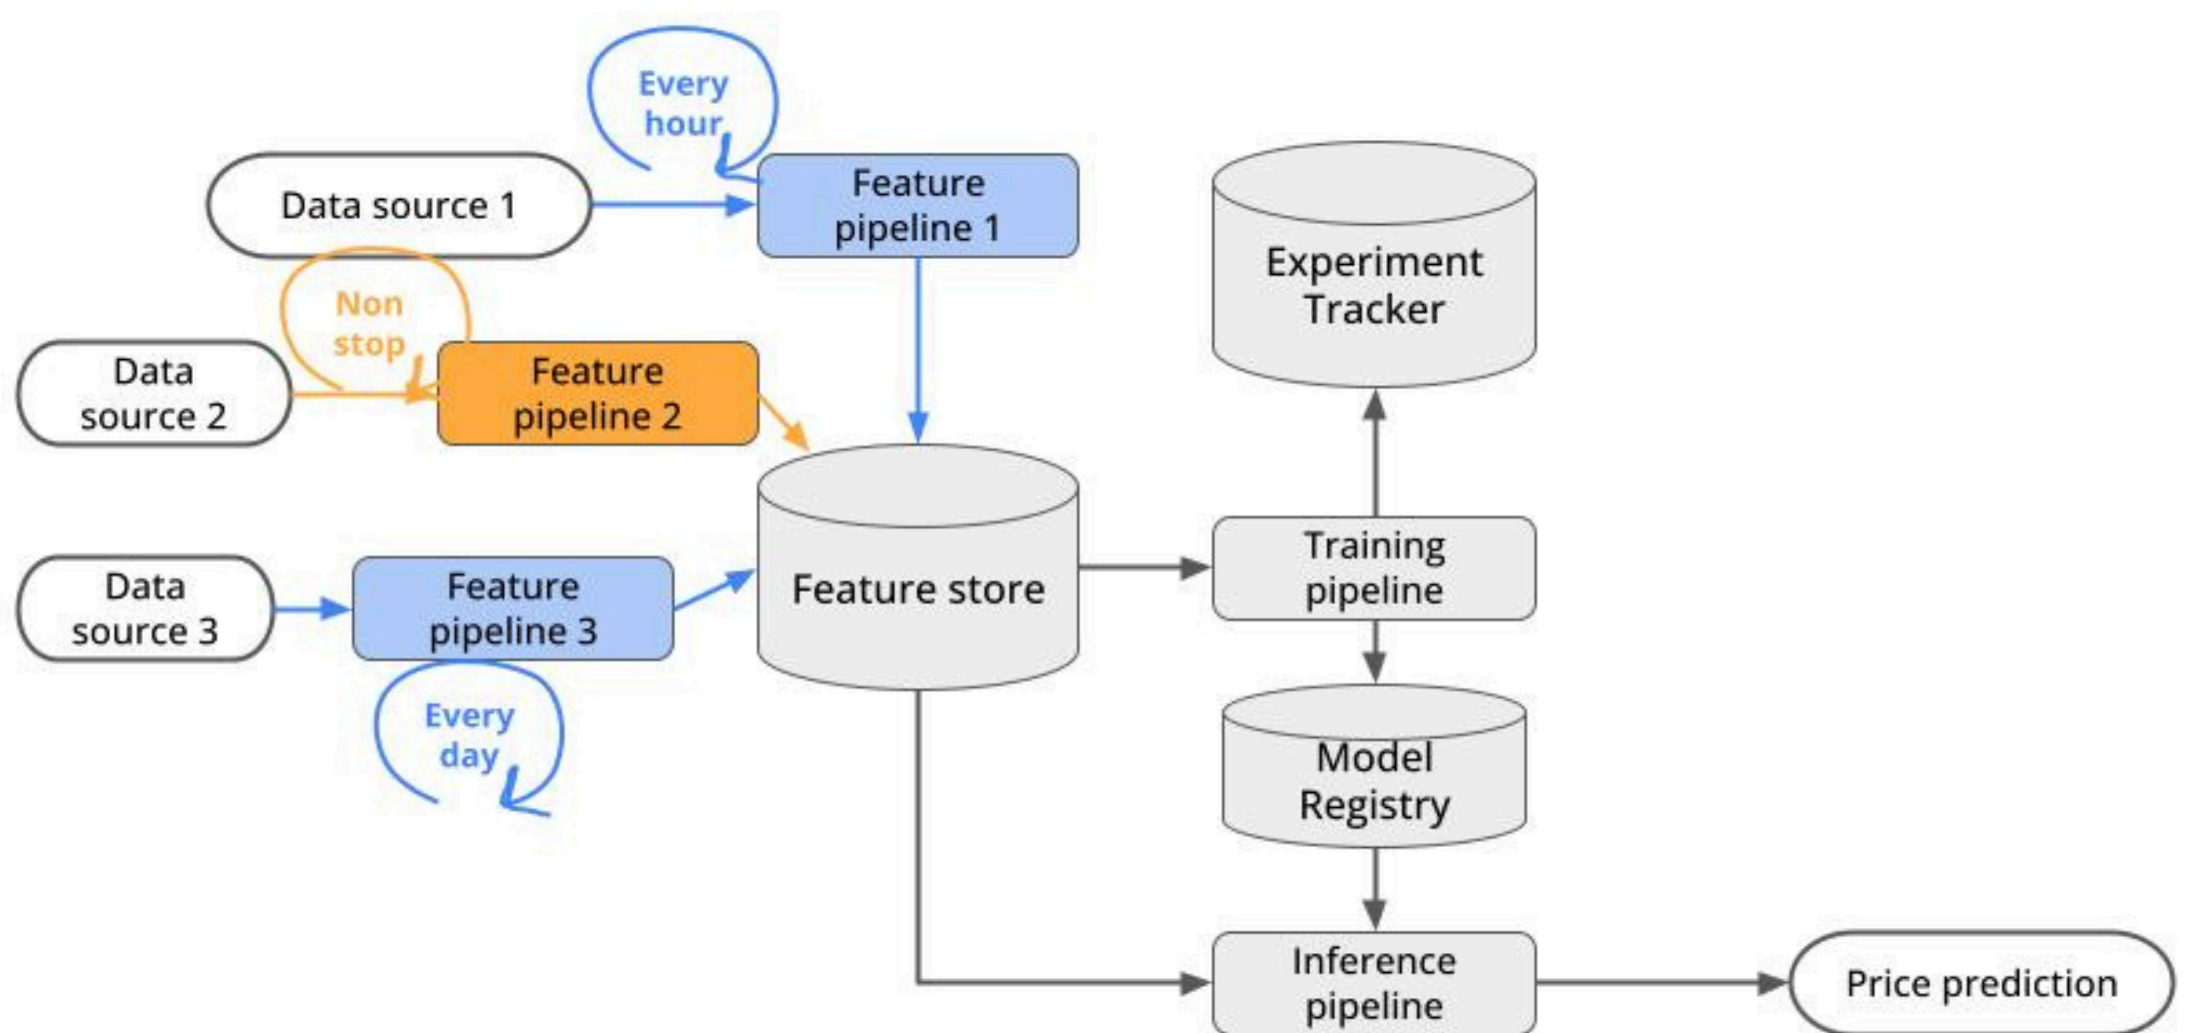 Every
hour
Data source 1
Feature
pipeline 1
Non
stop
Data
source 2
Feature
pipeline 2
Experiment
Tracker
Data
source 3
Feature
pipeline 3
Feature store
Training
pipeline
Every
day
Model
Registry
Inference
pipeline
Price prediction